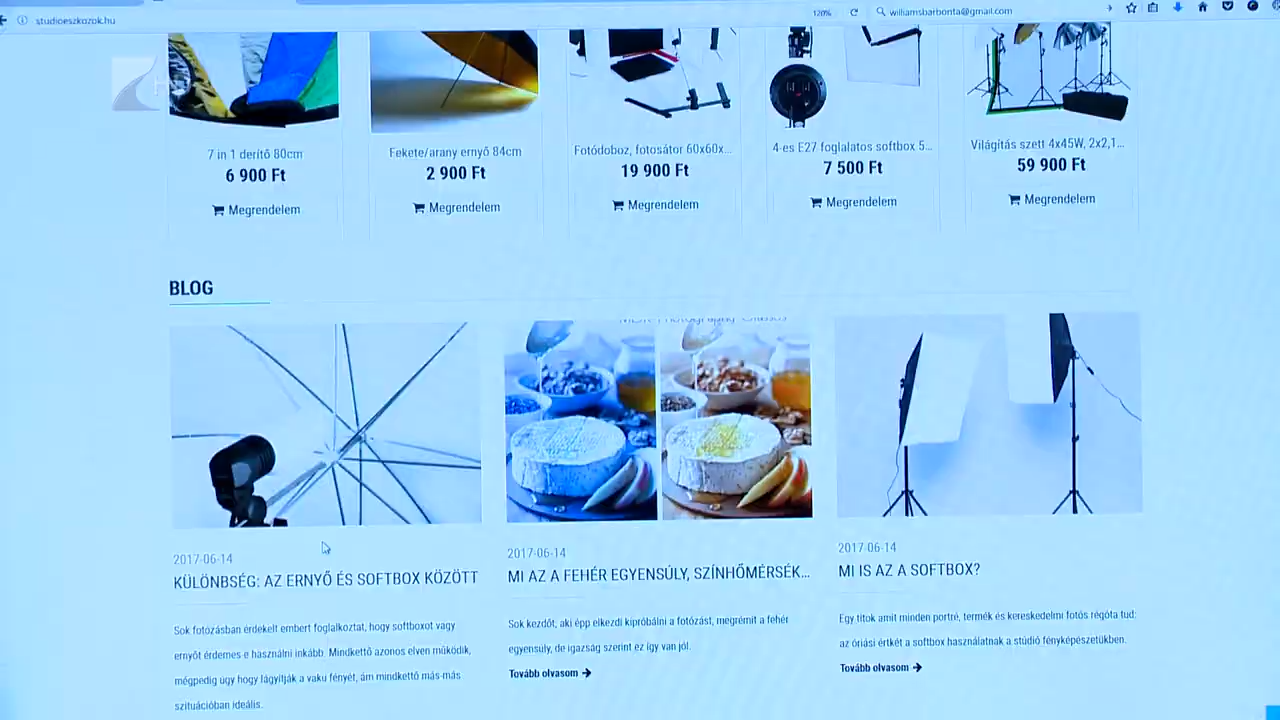 studioeszkozok.hu
120%
williamsbarbonta@gmail.com
7 in 1 derítő 80cm
6 900 Ft
Megrendelem
Fekete/arany ernyő 84cm
2 900 Ft
Megrendelem
Fotódoboz, fotosátor 60x60x...
19 900 Ft
Megrendelem
4-es E27 foglalatos softbox 5...
7 500 Ft
Megrendelem
Világítás szett 4x45W, 2x2,1...
59 900 Ft
Megrendelem
BLOG
2017-06-14
KÜLÖNBSÉG: AZ ERNYŐ ÉS SOFTBOX KÖZÖTT
Sok fotózásban érdekelt embert foglalkoztat, hogy softboxot vagy
ernyőt érdemes-e használni inkább. Mindkettő azonos elven működik,
mégpedig úgy hogy lágyítják a vaku fényét, ám mindkettő más-más
szituációban ideális.
2017-06-14
MI AZ A FEHÉR EGYENSÚLY, SZÍNHŐMÉRSÉK...
Sok kezdőt, aki épp elkezdi kipróbálni a fotózást, megrémít a fehér
egyensúly, de igazság szerint ez így van jól.
Tovább olvasom
2017-06-14
MI IS AZ A SOFTBOX?
Egy titok amit minden portré, termék és kereskedelmi fotós régóta tud:
az óriási értkét a softbox használatnak a stúdió fényképészetükben.
Tovább olvasom